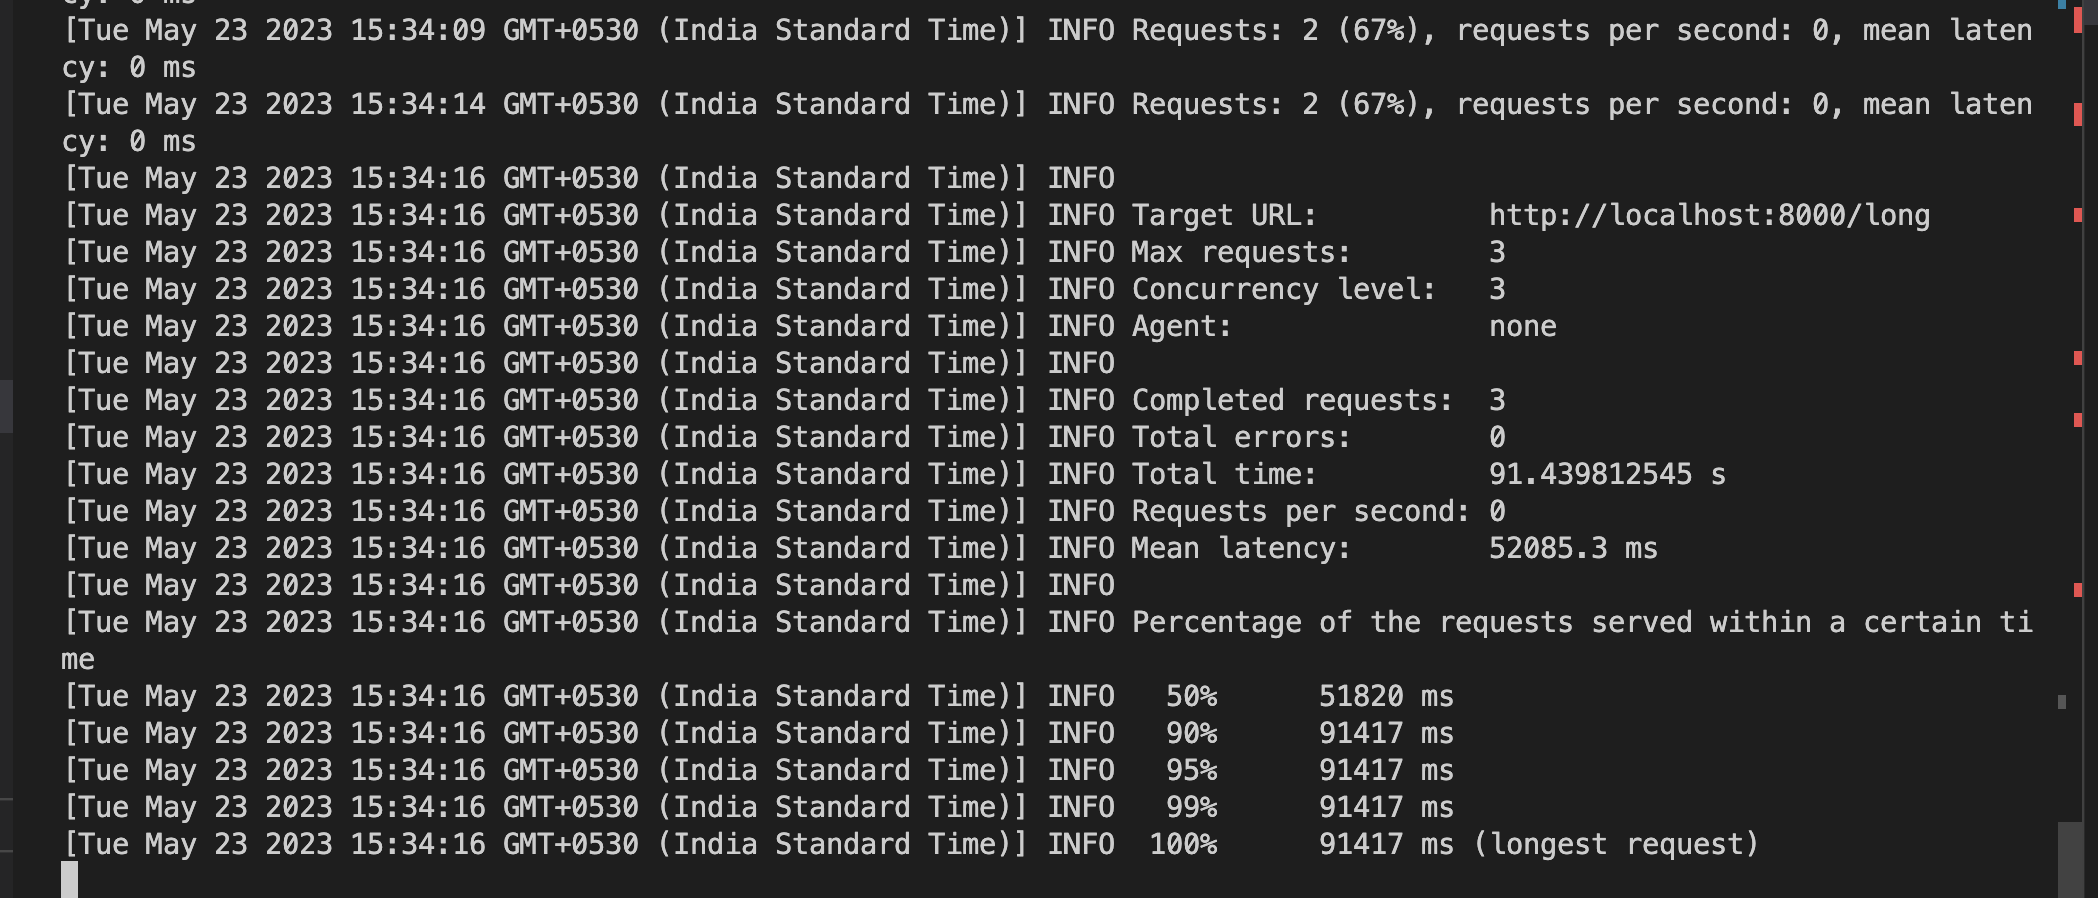 cy: 0 ms
[Tue May 23 2023 15:34:09 GMT+0530 (India Standard Time)] INFO Requests: 2 (67%), requests per second: 0, mean laten
cy: 0 ms
[Tue May 23 2023 15:34:14 GMT+0530 (India Standard Time)] INFO Requests: 2 (67%), requests per second: 0, mean laten
cy: 0 ms
[Tue May 23 2023 15:34:16 GMT+0530 (India Standard Time)] INFO
[Tue May 23 2023 15:34:16 GMT+0530 (India Standard Time)] INFO Target URL:          http://localhost:8000/long
[Tue May 23 2023 15:34:16 GMT+0530 (India Standard Time)] INFO Max requests:        3
[Tue May 23 2023 15:34:16 GMT+0530 (India Standard Time)] INFO Concurrency level:   3
[Tue May 23 2023 15:34:16 GMT+0530 (India Standard Time)] INFO Agent:               none
[Tue May 23 2023 15:34:16 GMT+0530 (India Standard Time)] INFO
[Tue May 23 2023 15:34:16 GMT+0530 (India Standard Time)] INFO Completed requests:  3
[Tue May 23 2023 15:34:16 GMT+0530 (India Standard Time)] INFO Total errors:        0
[Tue May 23 2023 15:34:16 GMT+0530 (India Standard Time)] INFO Total time:          91.439812545 s
[Tue May 23 2023 15:34:16 GMT+0530 (India Standard Time)] INFO Requests per second: 0
[Tue May 23 2023 15:34:16 GMT+0530 (India Standard Time)] INFO Mean latency:        52085.3 ms
[Tue May 23 2023 15:34:16 GMT+0530 (India Standard Time)] INFO
[Tue May 23 2023 15:34:16 GMT+0530 (India Standard Time)] INFO Percentage of the requests served within a certain ti
me
[Tue May 23 2023 15:34:16 GMT+0530 (India Standard Time)] INFO   50%      51820 ms
[Tue May 23 2023 15:34:16 GMT+0530 (India Standard Time)] INFO   90%      91417 ms
[Tue May 23 2023 15:34:16 GMT+0530 (India Standard Time)] INFO   95%      91417 ms
[Tue May 23 2023 15:34:16 GMT+0530 (India Standard Time)] INFO   99%      91417 ms
[Tue May 23 2023 15:34:16 GMT+0530 (India Standard Time)] INFO  100%      91417 ms (longest request)